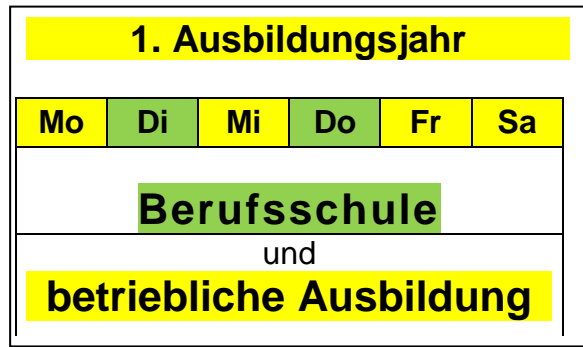 1. Ausbildungsjahr
Mo Di Mi Do Fr Sa
Berufsschule
und
betriebliche Ausbildung